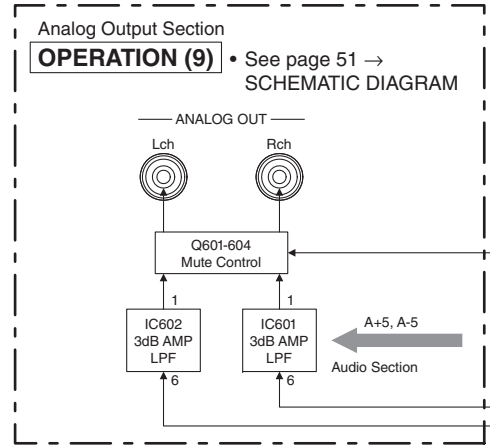 Analog Output Section
OPERATION (9) • See page 51 →
SCHEMATIC DIAGRAM
ANALOG OUT
Lch Rch
Q601-604
Mute Control
1 1
IC602
3dB AMP
LPF
IC601
3dB AMP
LPF
A+5, A-5
Audio Section
6 6